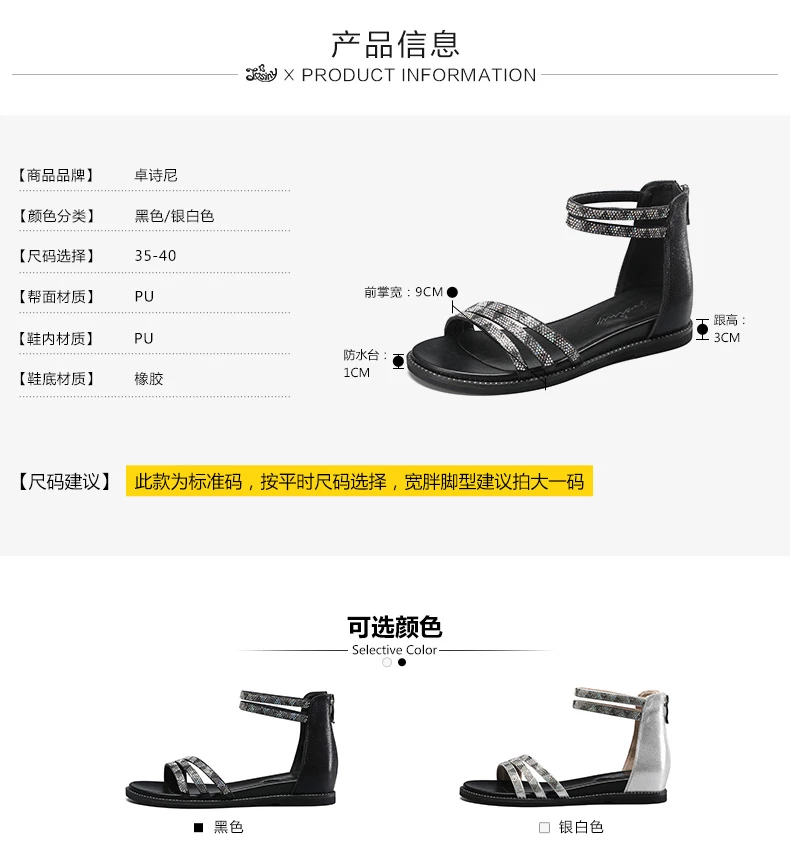 产品信息
Josiny × PRODUCT INFORMATION
【商品品牌】 卓诗尼
【颜色分类】 黑色/银白色
【尺码选择】 35-40
【帮面材质】 PU
【鞋内材质】 PU
【鞋底材质】 橡胶
前掌宽：9CM
防水台：
1CM
跟高：
3CM
【尺码建议】 此款为标准码，按平时尺码选择，宽胖脚型建议拍大一码
可选颜色
Selective Color
黑色
银白色